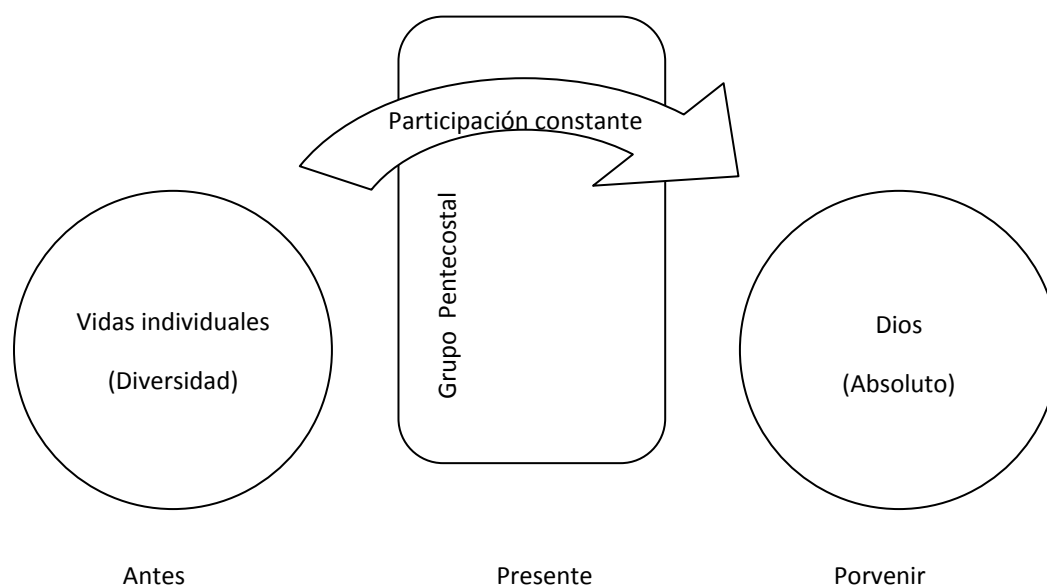 Participación constante
Grupo Pentecostal
Vidas individuales
(Diversidad)
Dios
(Absoluto)
Antes
Presente
Porvenir